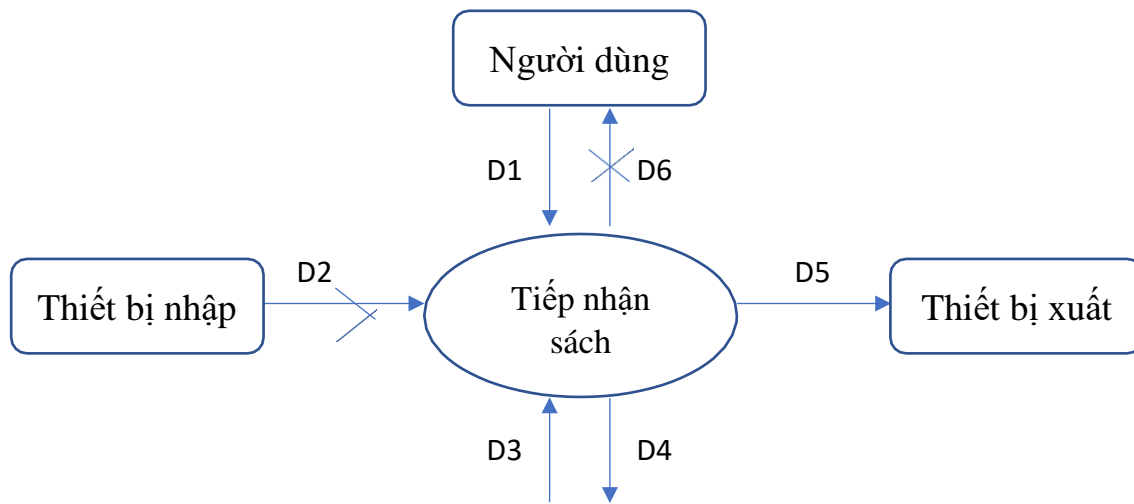 Người dùng
D1
D6
Thiết bị nhập
D2
Tiếp nhận
sách
D5
Thiết bị xuất
D3
D4